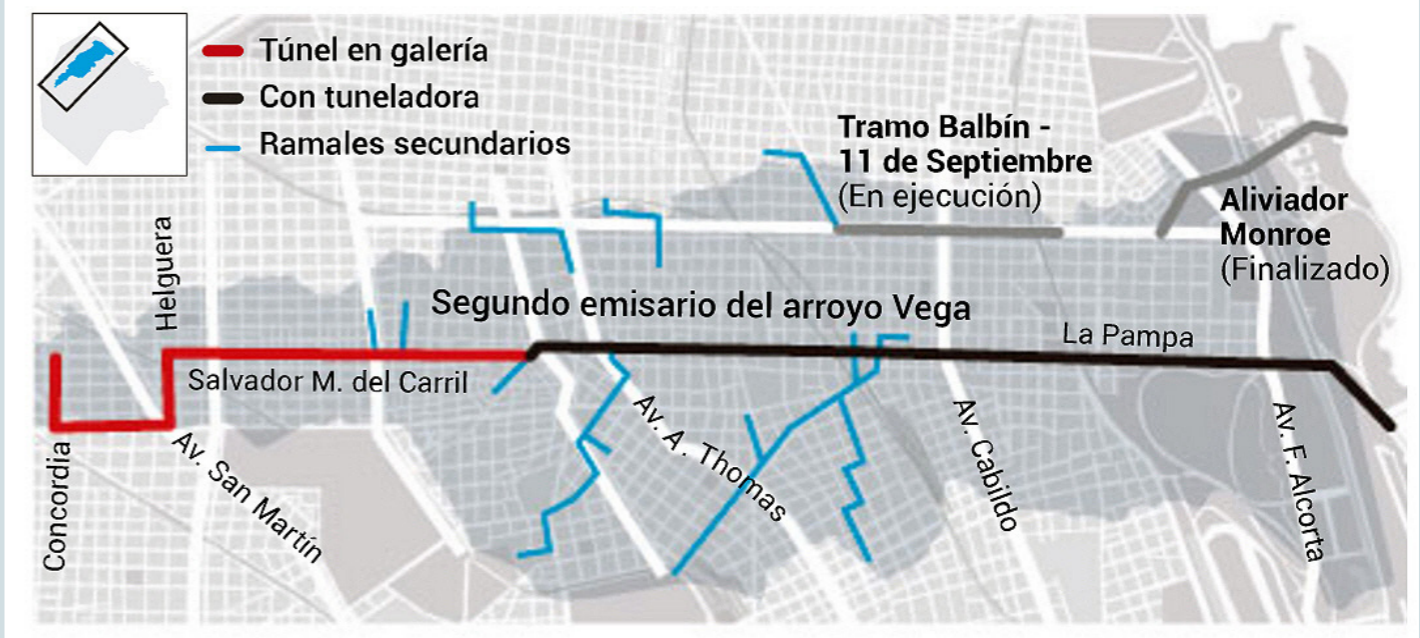 Túnel en galería
Con tuneladora
Ramales secundarios
Tramo Balbín -
11 de Septiembre
(En ejecución)
Aliviador
Monroe
(Finalizado)
Helguera
Segundo emisario del arroyo Vega
La Pampa
Salvador M. del Carril
Concordia
Av. San Martín
Av. A. Thomas
Av. Cabildo
Av. F. Alcorta